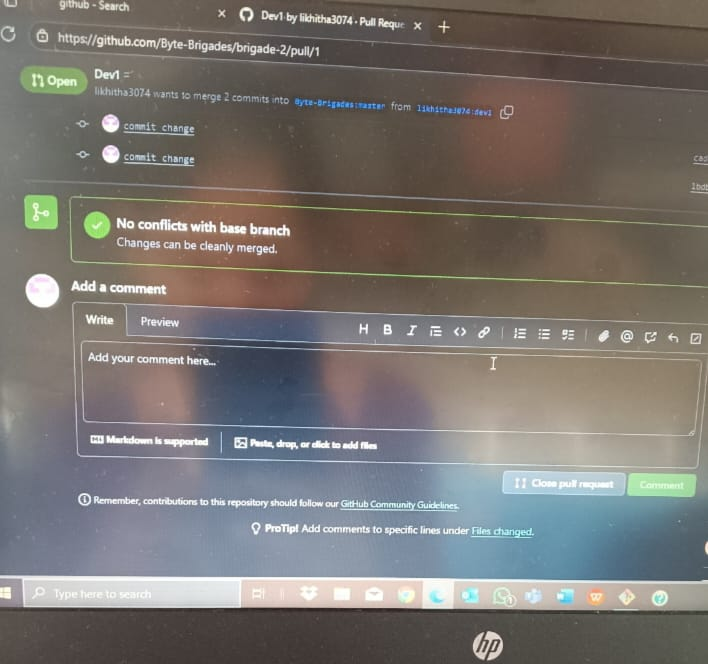 github - Search
Dev1 by likhitha3074 · Pull Reque
https://github.com/Byte-Brigades/brigade-2/pull/1
Open
Dev1
likhitha3074 wants to merge 2 commits into Byte-Brigades:master from likhitha3074:dev1
commit change
commit change
No conflicts with base branch
Changes can be cleanly merged.
Add a comment
Write Preview
H B I
Add your comment here...
Markdown is supported Paste, drop, or click to add files
Close pull request Comment
Remember, contributions to this repository should follow our GitHub Community Guidelines.
ProTip! Add comments to specific lines under Files changed.
Type here to search
hp